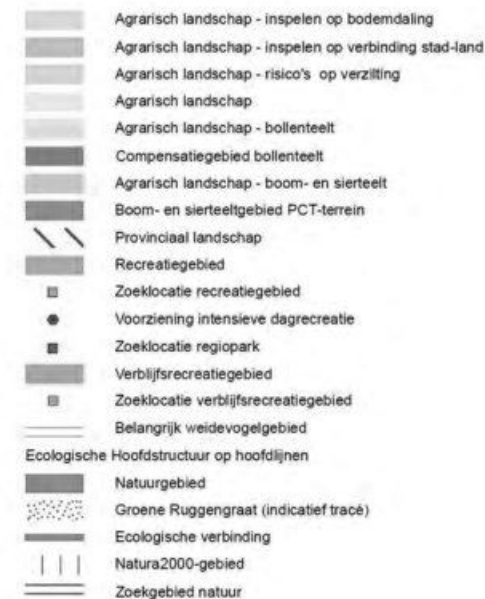 Agrarisch landschap - inspelen op bodemdaling
Agrarisch landschap - inspelen op verbinding stad-land
Agrarisch landschap - risico's op verzilting
Agrarisch landschap
Agrarisch landschap - bollenteelt
Compensatiegebied bollenteelt
Agrarisch landschap - boom- en sierteelt
Boom- en sierteeltgebied PCT-terrein
Provinciaal landschap
Recreatiegebied
Zoeklocatie recreatiegebied
Voorziening intensieve dagrecreatie
Zoeklocatie regiopark
Verblijfsrecreatiegebied
Zoeklocatie verblijfsrecreatiegebied
Belangrijk weidevogelgebied
Ecologische Hoofdstructuur op hoofdlijnen
Natuurgebied
Groene Ruggengraat (indicatief tracé)
Ecologische verbinding
Natura2000-gebied
Zoekgebied natuur